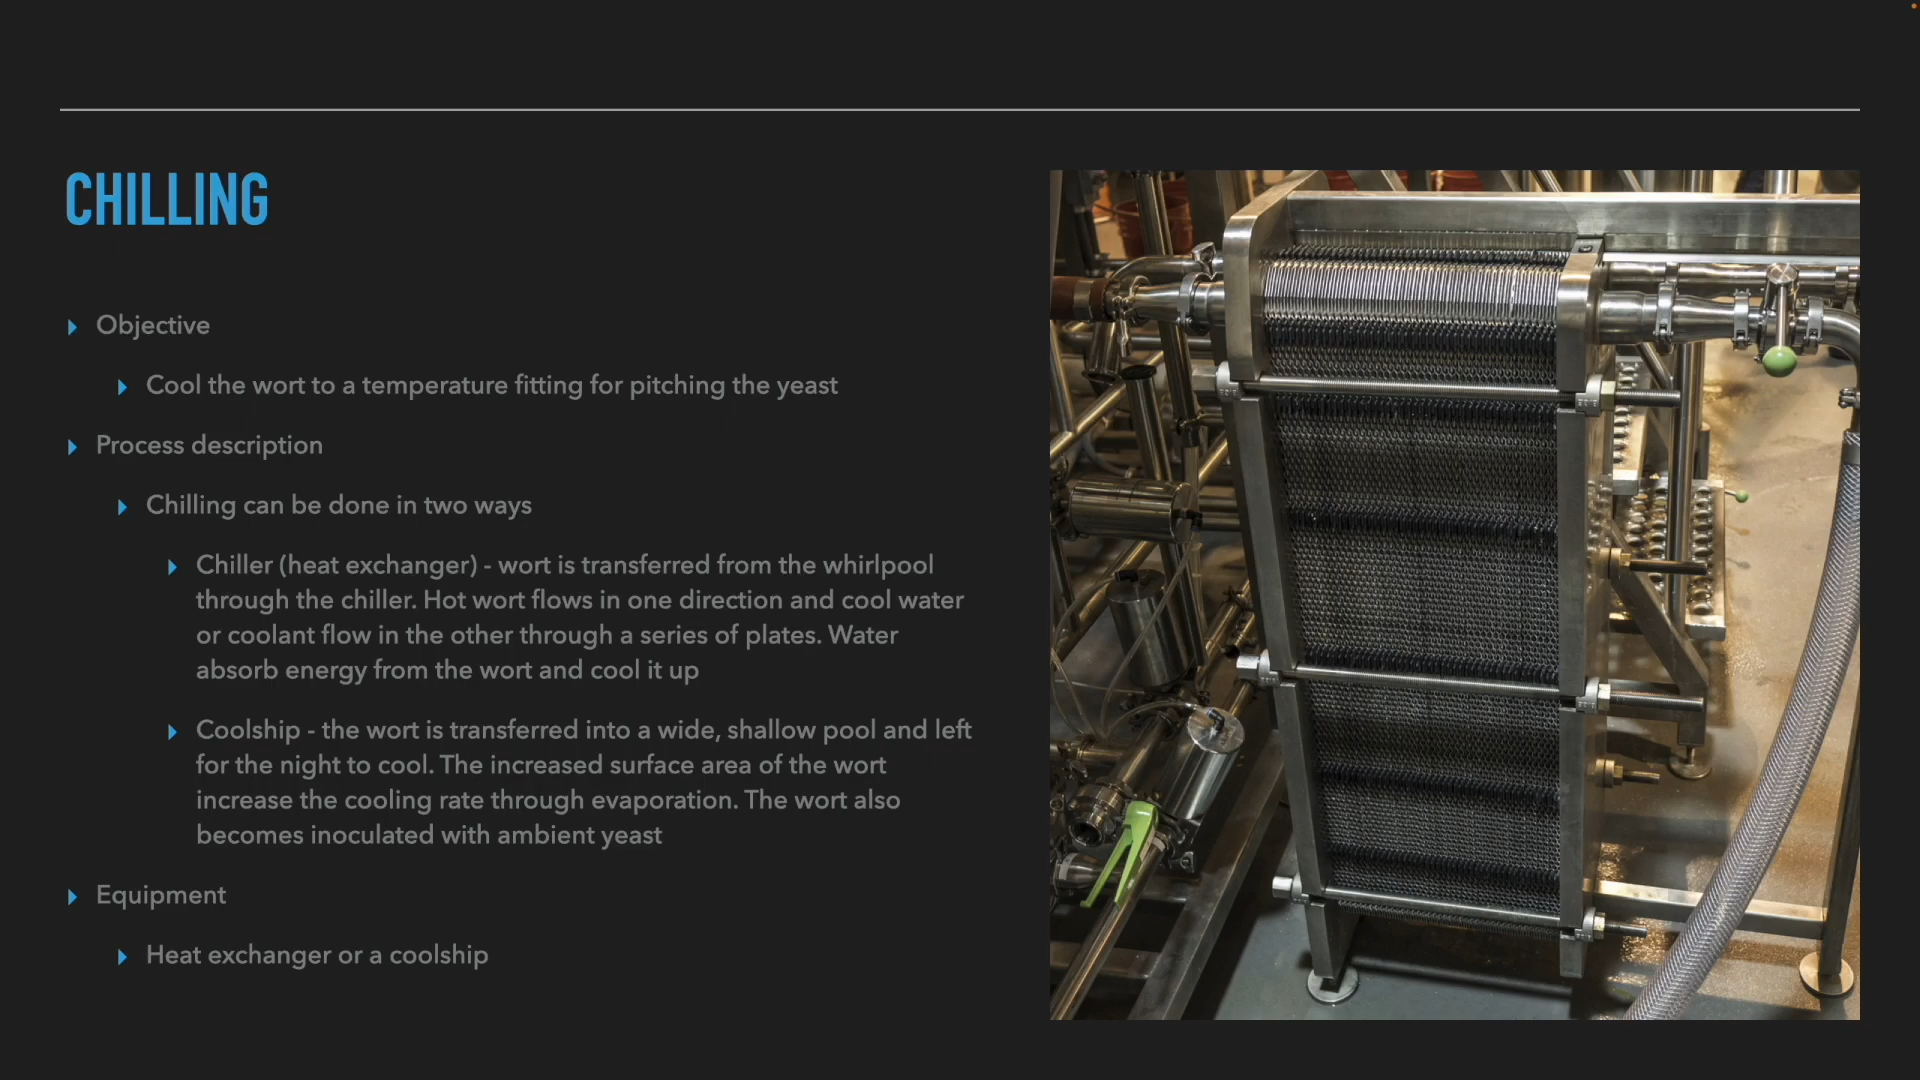 CHILLING
Objective
Cool the wort to a temperature fitting for pitching the yeast
Process description
Chilling can be done in two ways
Chiller (heat exchanger) - wort is transferred from the whirlpool
through the chiller. Hot wort flows in one direction and cool water
or coolant flow in the other through a series of plates. Water
absorb energy from the wort and cool it up
Coolship - the wort is transferred into a wide, shallow pool and left
for the night to cool. The increased surface area of the wort
increase the cooling rate through evaporation. The wort also
becomes inoculated with ambient yeast
Equipment
Heat exchanger or a coolship